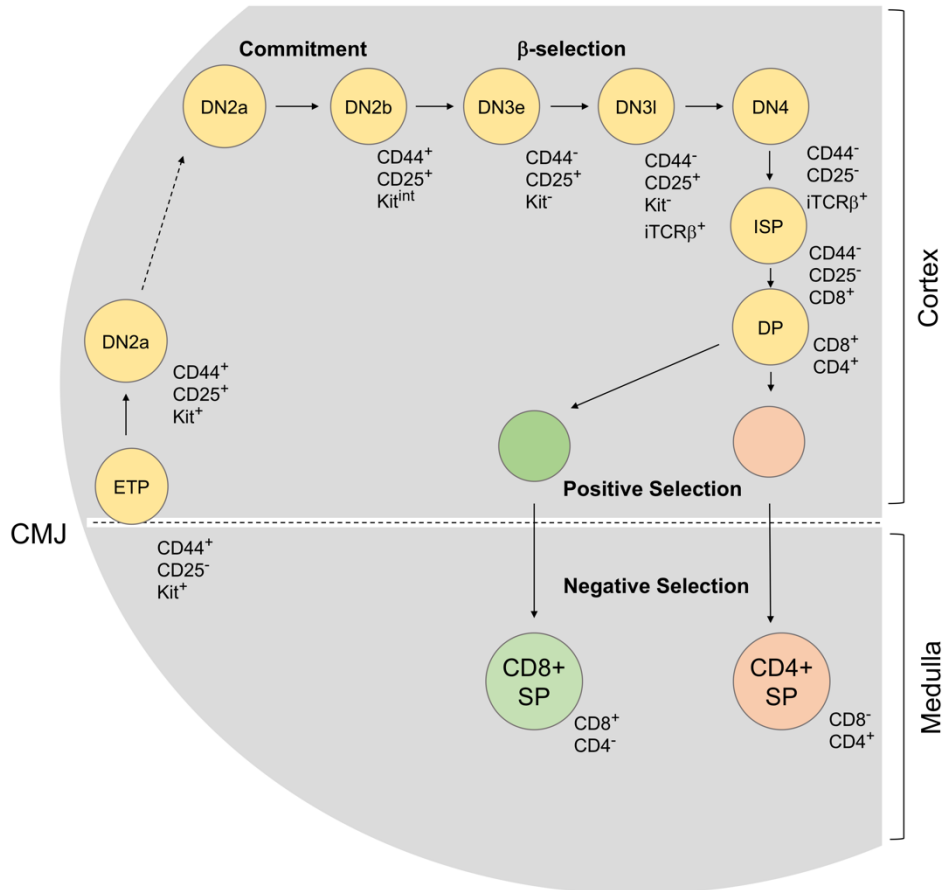 Commitment
β-selection
DN2a
DN2b
DN3e
DN3l
DN4
CD44⁺
CD25⁺
Kitⁱⁿᵗ
CD44⁻
CD25⁺
Kit⁻
CD44⁻
CD25⁺
Kit⁻
iTCRβ⁺
CD44⁻
CD25⁻
iTCRβ⁺
ISP
CD44⁻
CD25⁻
CD8⁺
DP
CD8⁺
CD4⁺
DN2a
CD44⁺
CD25⁺
Kit⁺
ETP
Positive Selection
Cortex
CMJ
CD44⁺
CD25⁻
Kit⁺
Negative Selection
CD8+
SP
CD8⁺
CD4⁻
CD4+
SP
CD8⁻
CD4⁺
Medulla